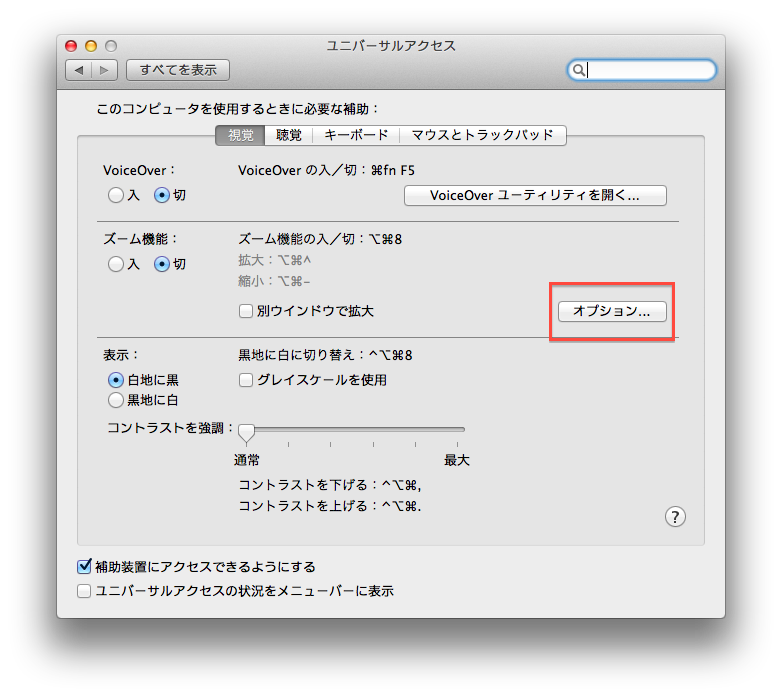 ユニバーサルアクセス
すべてを表示
このコンピュータを使用するときに必要な補助：
視覚 聴覚 キーボード マウスとトラックパッド
VoiceOver： VoiceOver の入／切：⌘fn F5
入 切 VoiceOver ユーティリティを開く...
ズーム機能： ズーム機能の入／切：⌥⌘8
入 切 拡大：⌥⌘^
縮小：⌥⌘-
別ウインドウで拡大 オプション...
表示： 黒地に白に切り替え：^⌥⌘8
白地に黒 グレイスケールを使用
黒地に白
コントラストを強調：
通常 最大
コントラストを下げる：^⌥⌘,
コントラストを上げる：^⌥⌘.
?
補助装置にアクセスできるようにする
ユニバーサルアクセスの状況をメニューバーに表示